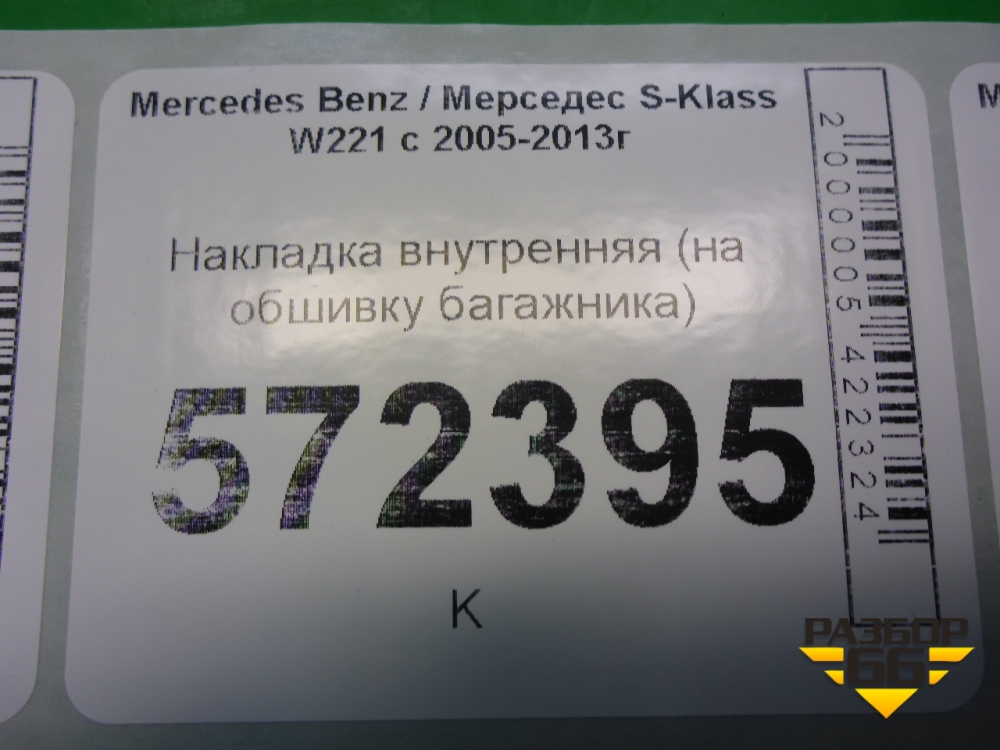 Mercedes Benz / Мерседес S-Klass
W221 с 2005-2013г
Накладка внутренняя (на
обшивку багажника)
572395
К
2000005422324
РАЗБОР
66
М